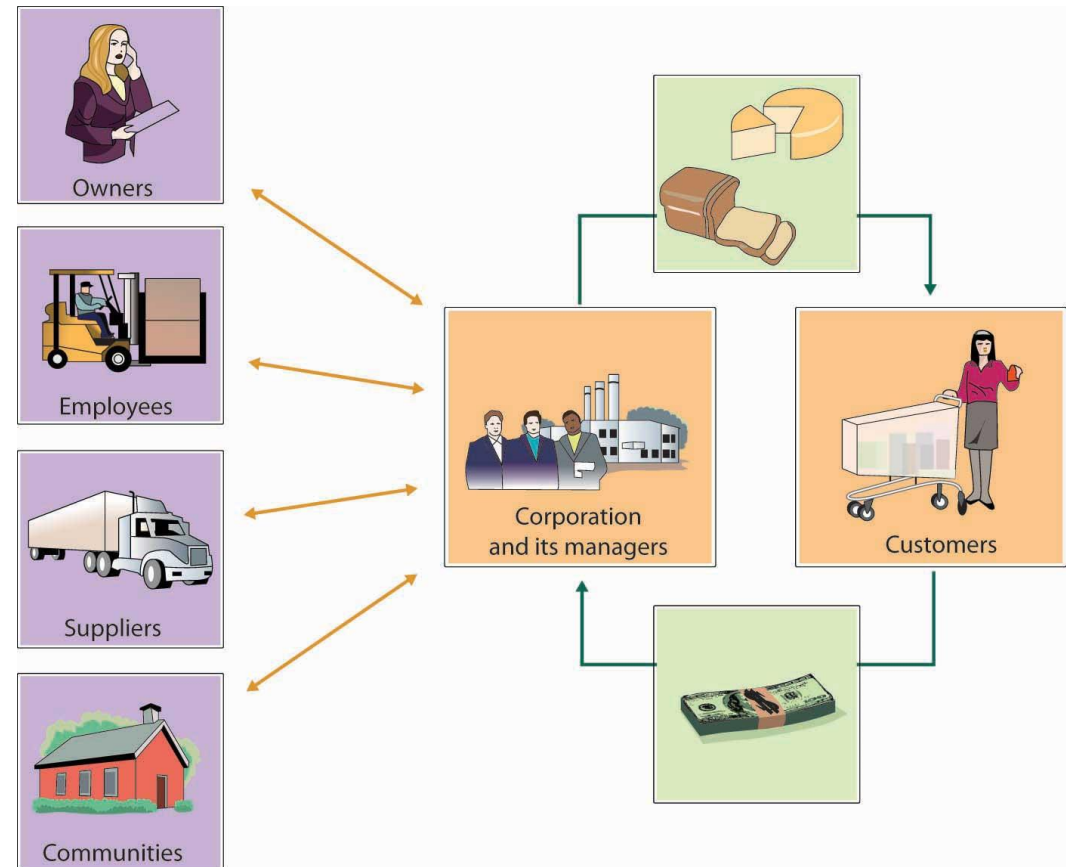 Owners
Employees
Suppliers
Communities
Corporation
and its managers
Customers